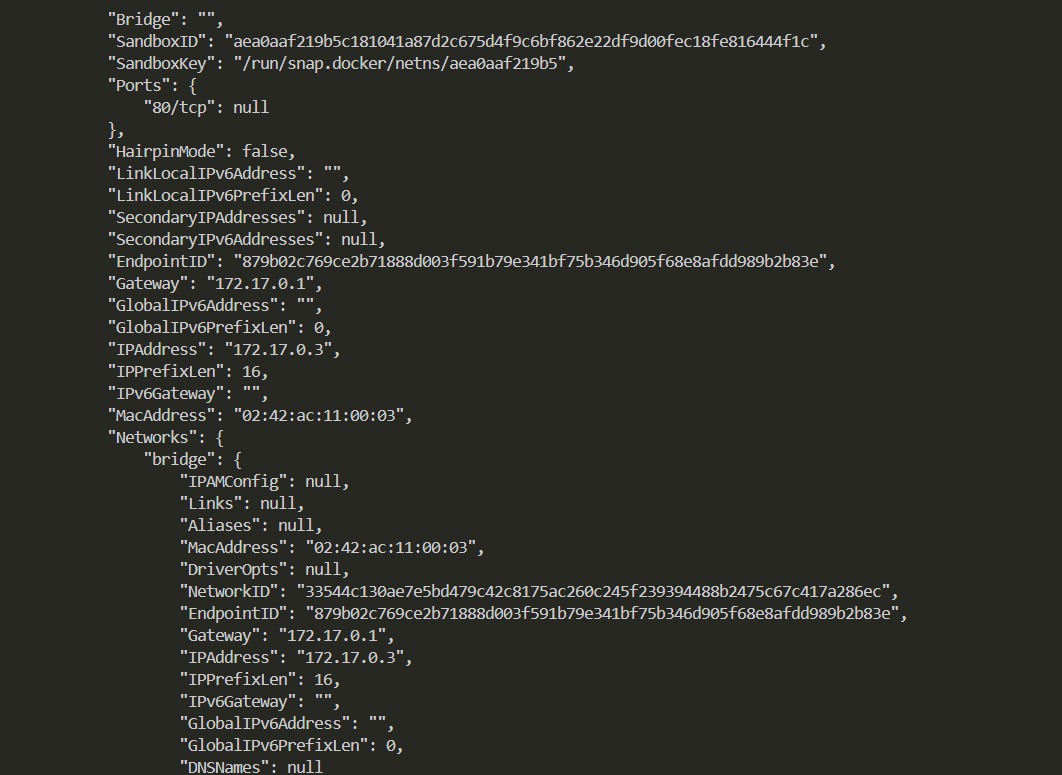 "Bridge": "",
"SandboxID": "aea0aaf219b5c181041a87d2c675d4f9c6bf862e22df9d00fec18fe816444f1c",
"SandboxKey": "/run/snap.docker/netns/aea0aaf219b5",
"Ports": {
"80/tcp": null
},
"HairpinMode": false,
"LinkLocalIPv6Address": "",
"LinkLocalIPv6PrefixLen": 0,
"SecondaryIPAddresses": null,
"SecondaryIPv6Addresses": null,
"EndpointID": "879b02c769ce2b71888d003f591b79e341bf75b346d905f68e8afdd989b2b83e",
"Gateway": "172.17.0.1",
"GlobalIPv6Address": "",
"GlobalIPv6PrefixLen": 0,
"IPAddress": "172.17.0.3",
"IPPrefixLen": 16,
"IPv6Gateway": "",
"MacAddress": "02:42:ac:11:00:03",
"Networks": {
"bridge": {
"IPAMConfig": null,
"Links": null,
"Aliases": null,
"MacAddress": "02:42:ac:11:00:03",
"DriverOpts": null,
"NetworkID": "33544c130ae7e5bd479c42c8175ac260c245f239394488b2475c67c417a286ec",
"EndpointID": "879b02c769ce2b71888d003f591b79e341bf75b346d905f68e8afdd989b2b83e",
"Gateway": "172.17.0.1",
"IPAddress": "172.17.0.3",
"IPPrefixLen": 16,
"IPv6Gateway": "",
"GlobalIPv6Address": "",
"GlobalIPv6PrefixLen": 0,
"DNSNames": null